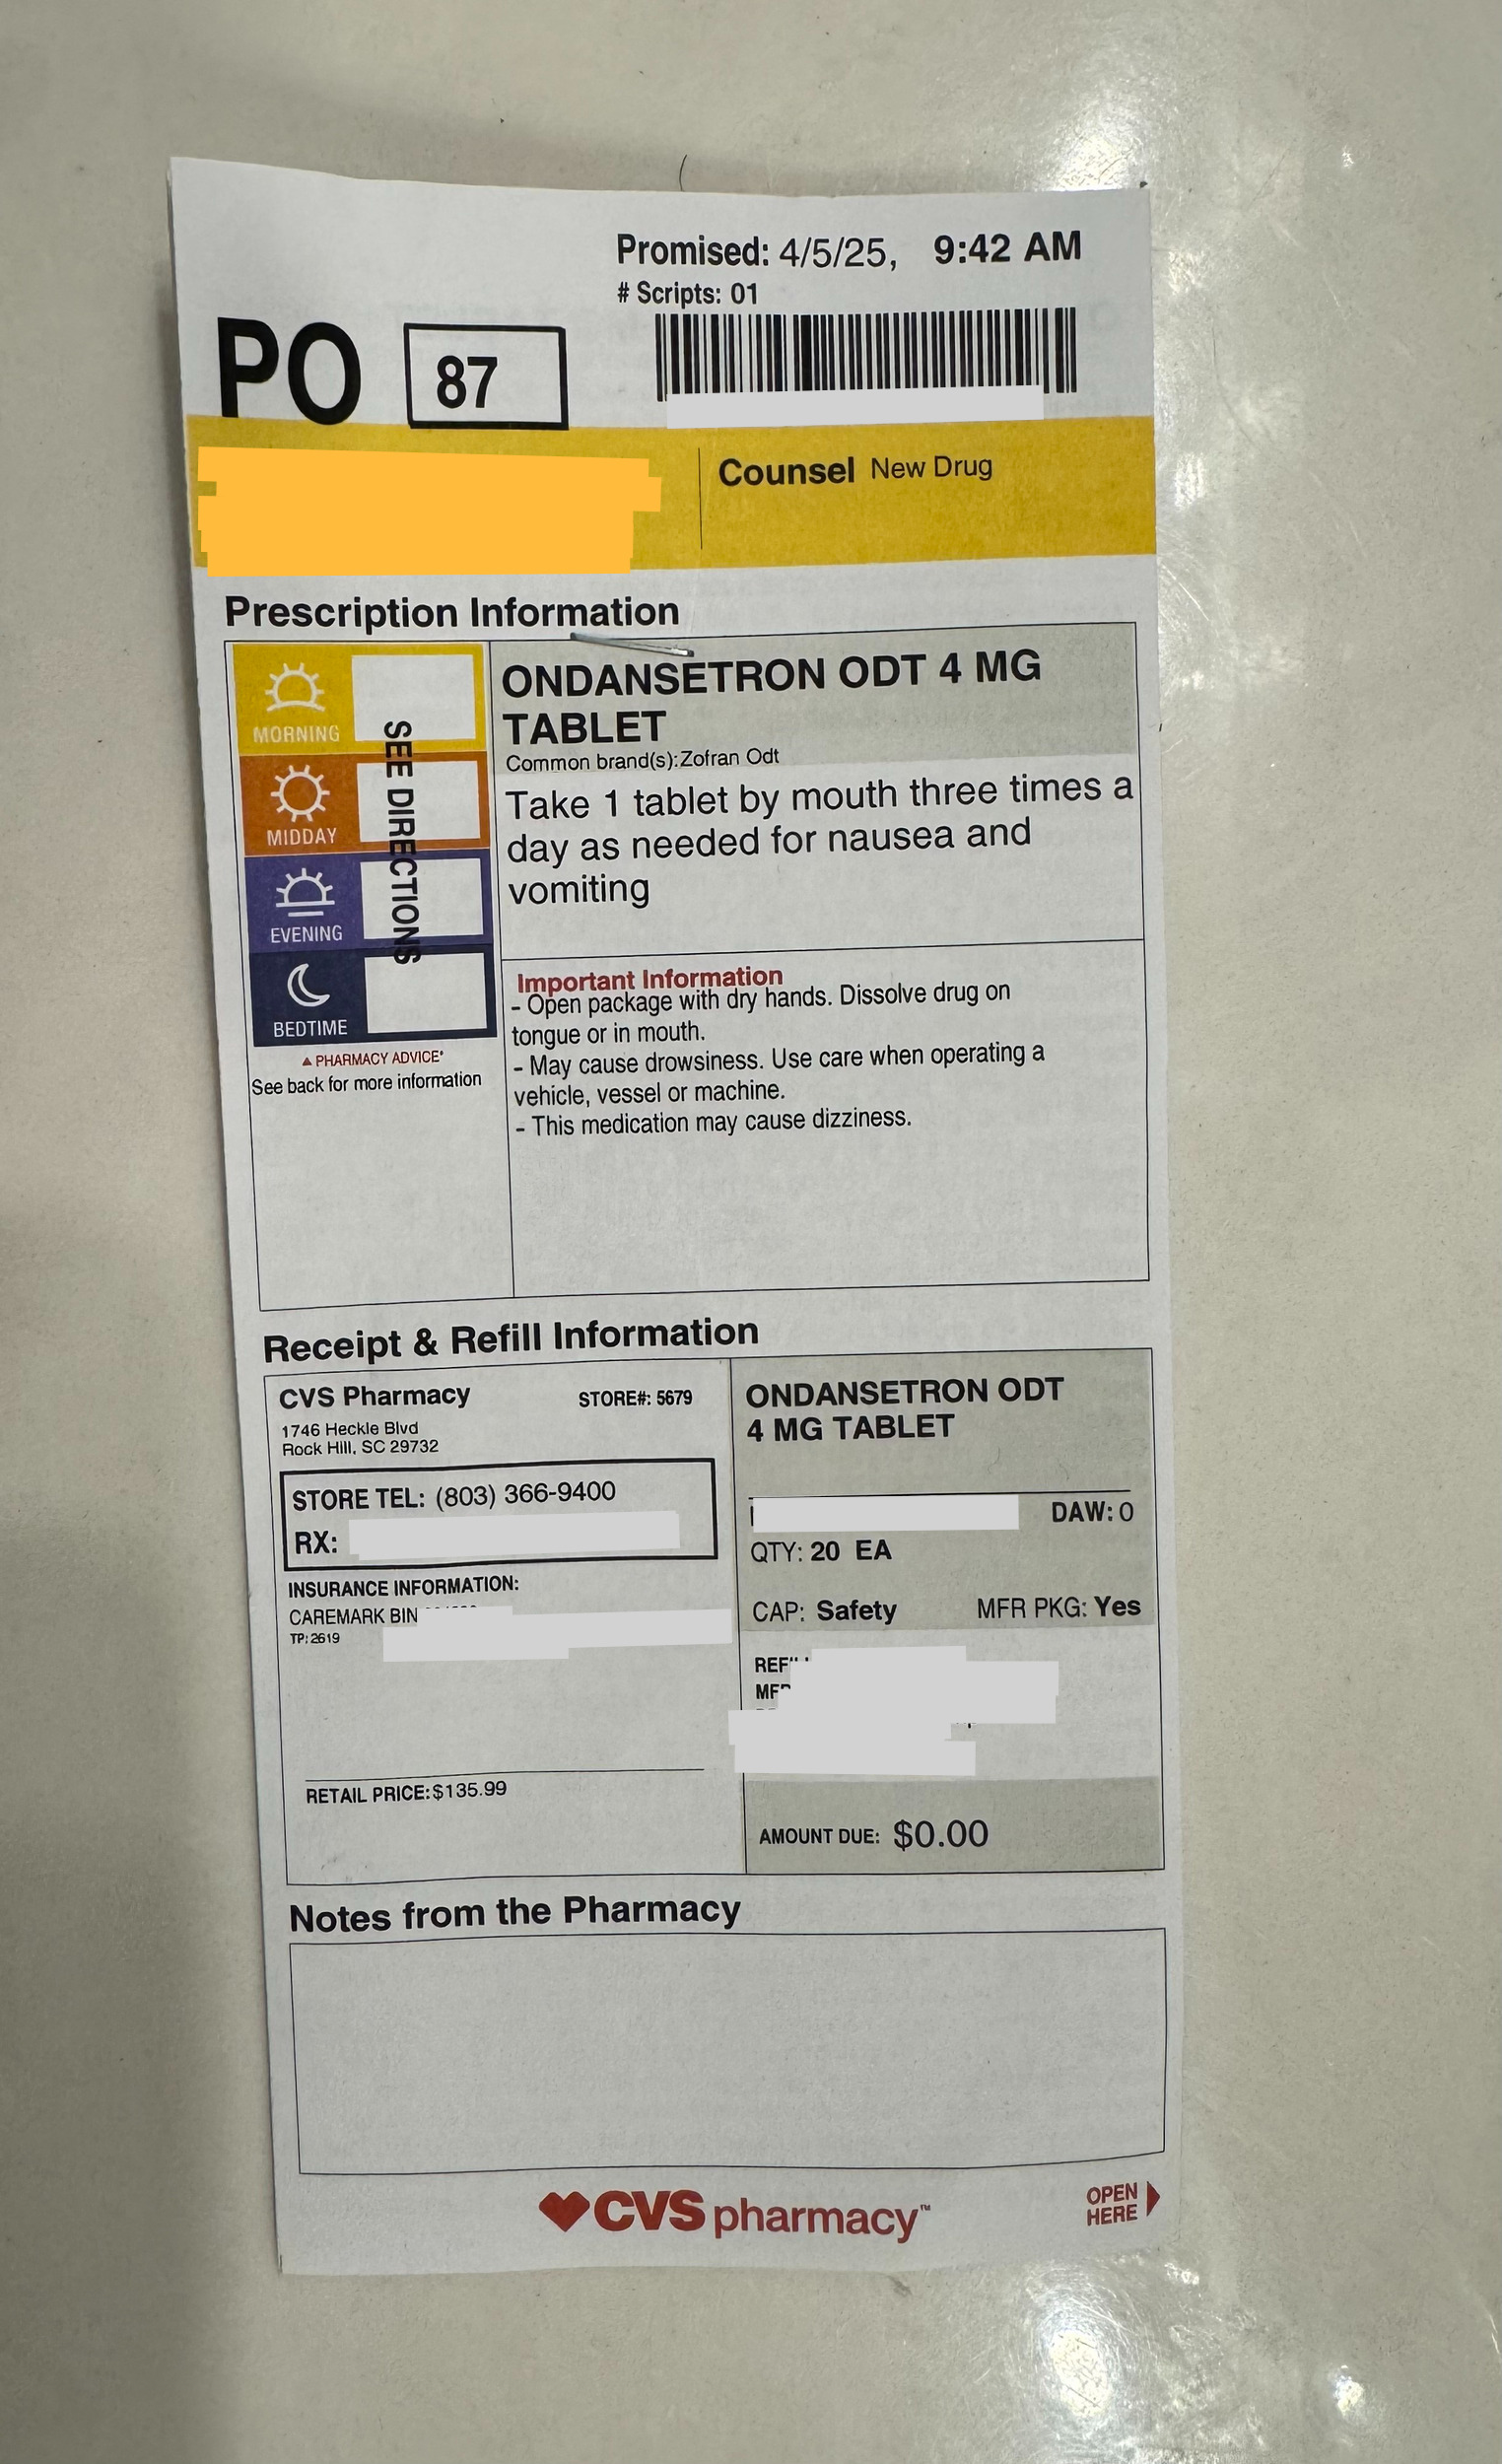 Promised: 4/5/25, 9:42 AM
# Scripts: 01
PO 87
Counsel New Drug
Prescription Information
MORNING
MIDDAY
EVENING
BEDTIME
SEE DIRECTIONS
▲ PHARMACY ADVICE*
See back for more information
ONDANSETRON ODT 4 MG
TABLET
Common brand(s):Zofran Odt
Take 1 tablet by mouth three times a
day as needed for nausea and
vomiting
Important Information
- Open package with dry hands. Dissolve drug on
tongue or in mouth.
- May cause drowsiness. Use care when operating a
vehicle, vessel or machine.
- This medication may cause dizziness.
Receipt & Refill Information
CVS Pharmacy STORE#: 5679
1746 Heckle Blvd
Rock Hill, SC 29732
STORE TEL: (803) 366-9400
RX:
INSURANCE INFORMATION:
CAREMARK BIN
TP: 2619
RETAIL PRICE: $135.99
ONDANSETRON ODT
4 MG TABLET
DAW: 0
QTY: 20 EA
CAP: Safety MFR PKG: Yes
AMOUNT DUE: $0.00
Notes from the Pharmacy
CVS pharmacy™
OPEN
HERE